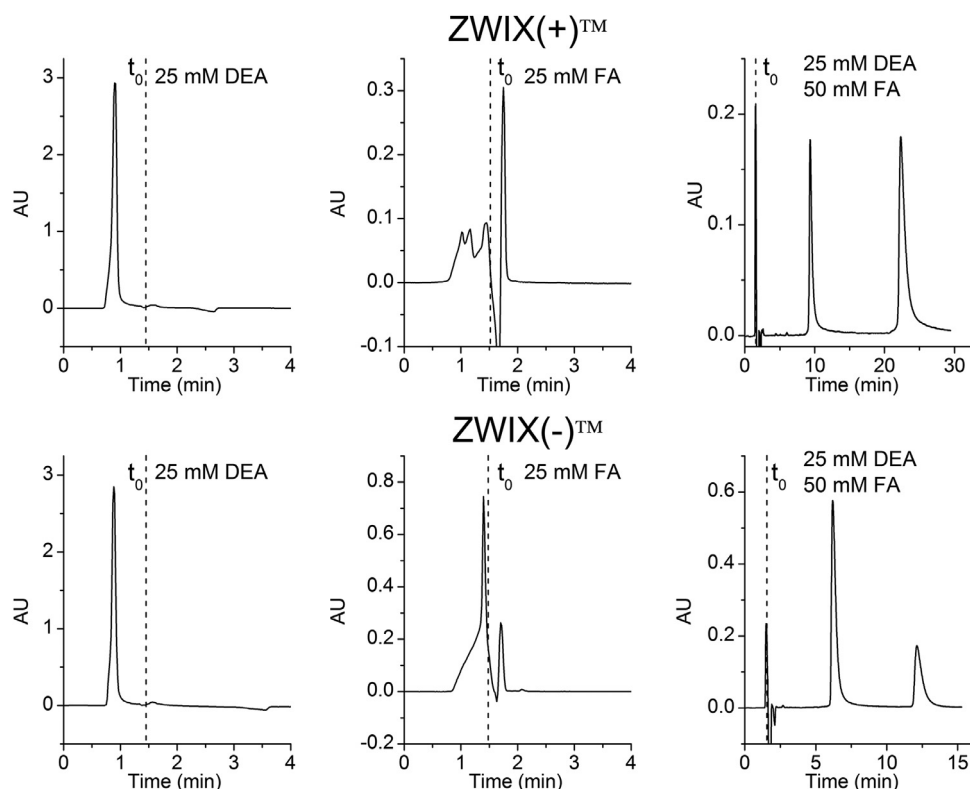 ZWIX(+)™
t0 25 mM DEA
3
2
1
0
AU
0 1 2 3 4
Time (min)
t0 25 mM FA
0.3
0.2
0.1
0.0
-0.1
AU
0 1 2 3 4
Time (min)
t0 25 mM DEA
50 mM FA
0.2
0.1
0.0
AU
0 10 20 30
Time (min)
ZWIX(-)™
t0 25 mM DEA
3
2
1
0
AU
0 1 2 3 4
Time (min)
t0 25 mM FA
0.8
0.6
0.4
0.2
0.0
-0.2
AU
0 1 2 3 4
Time (min)
t0 25 mM DEA
50 mM FA
0.6
0.4
0.2
0.0
AU
0 5 10 15
Time (min)